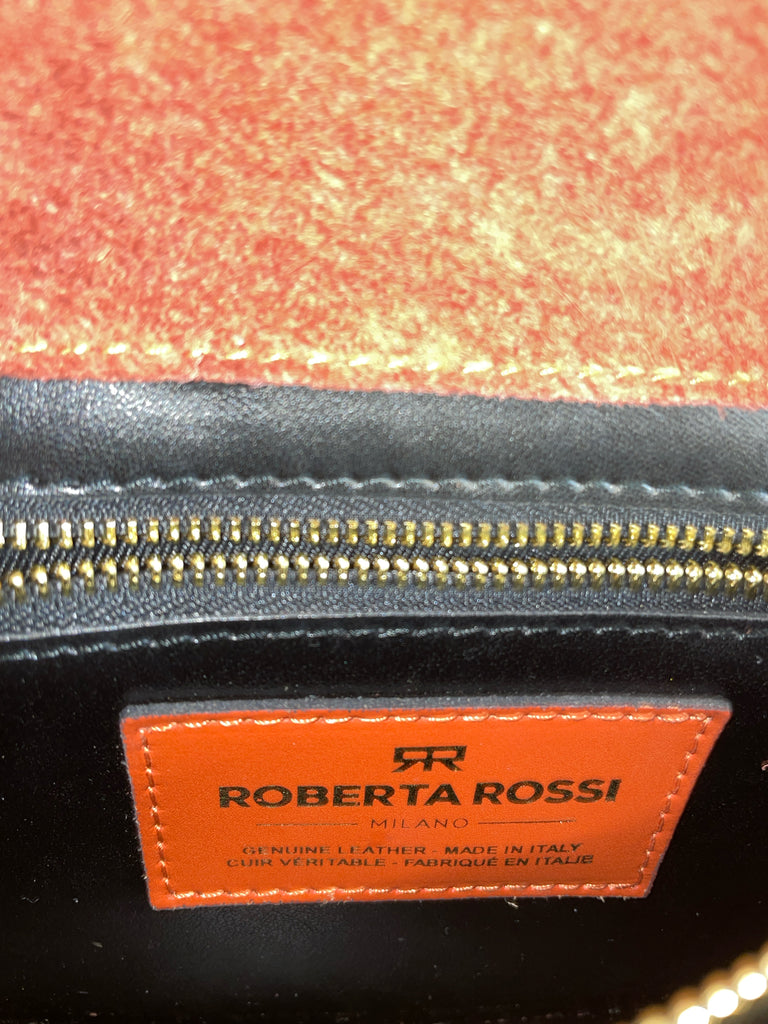 RR
ROBERTA ROSSI
MILANO
GENUINE LEATHER - MADE IN ITALY
CUIR VÉRITABLE - FABRIQUÉ EN ITALIE